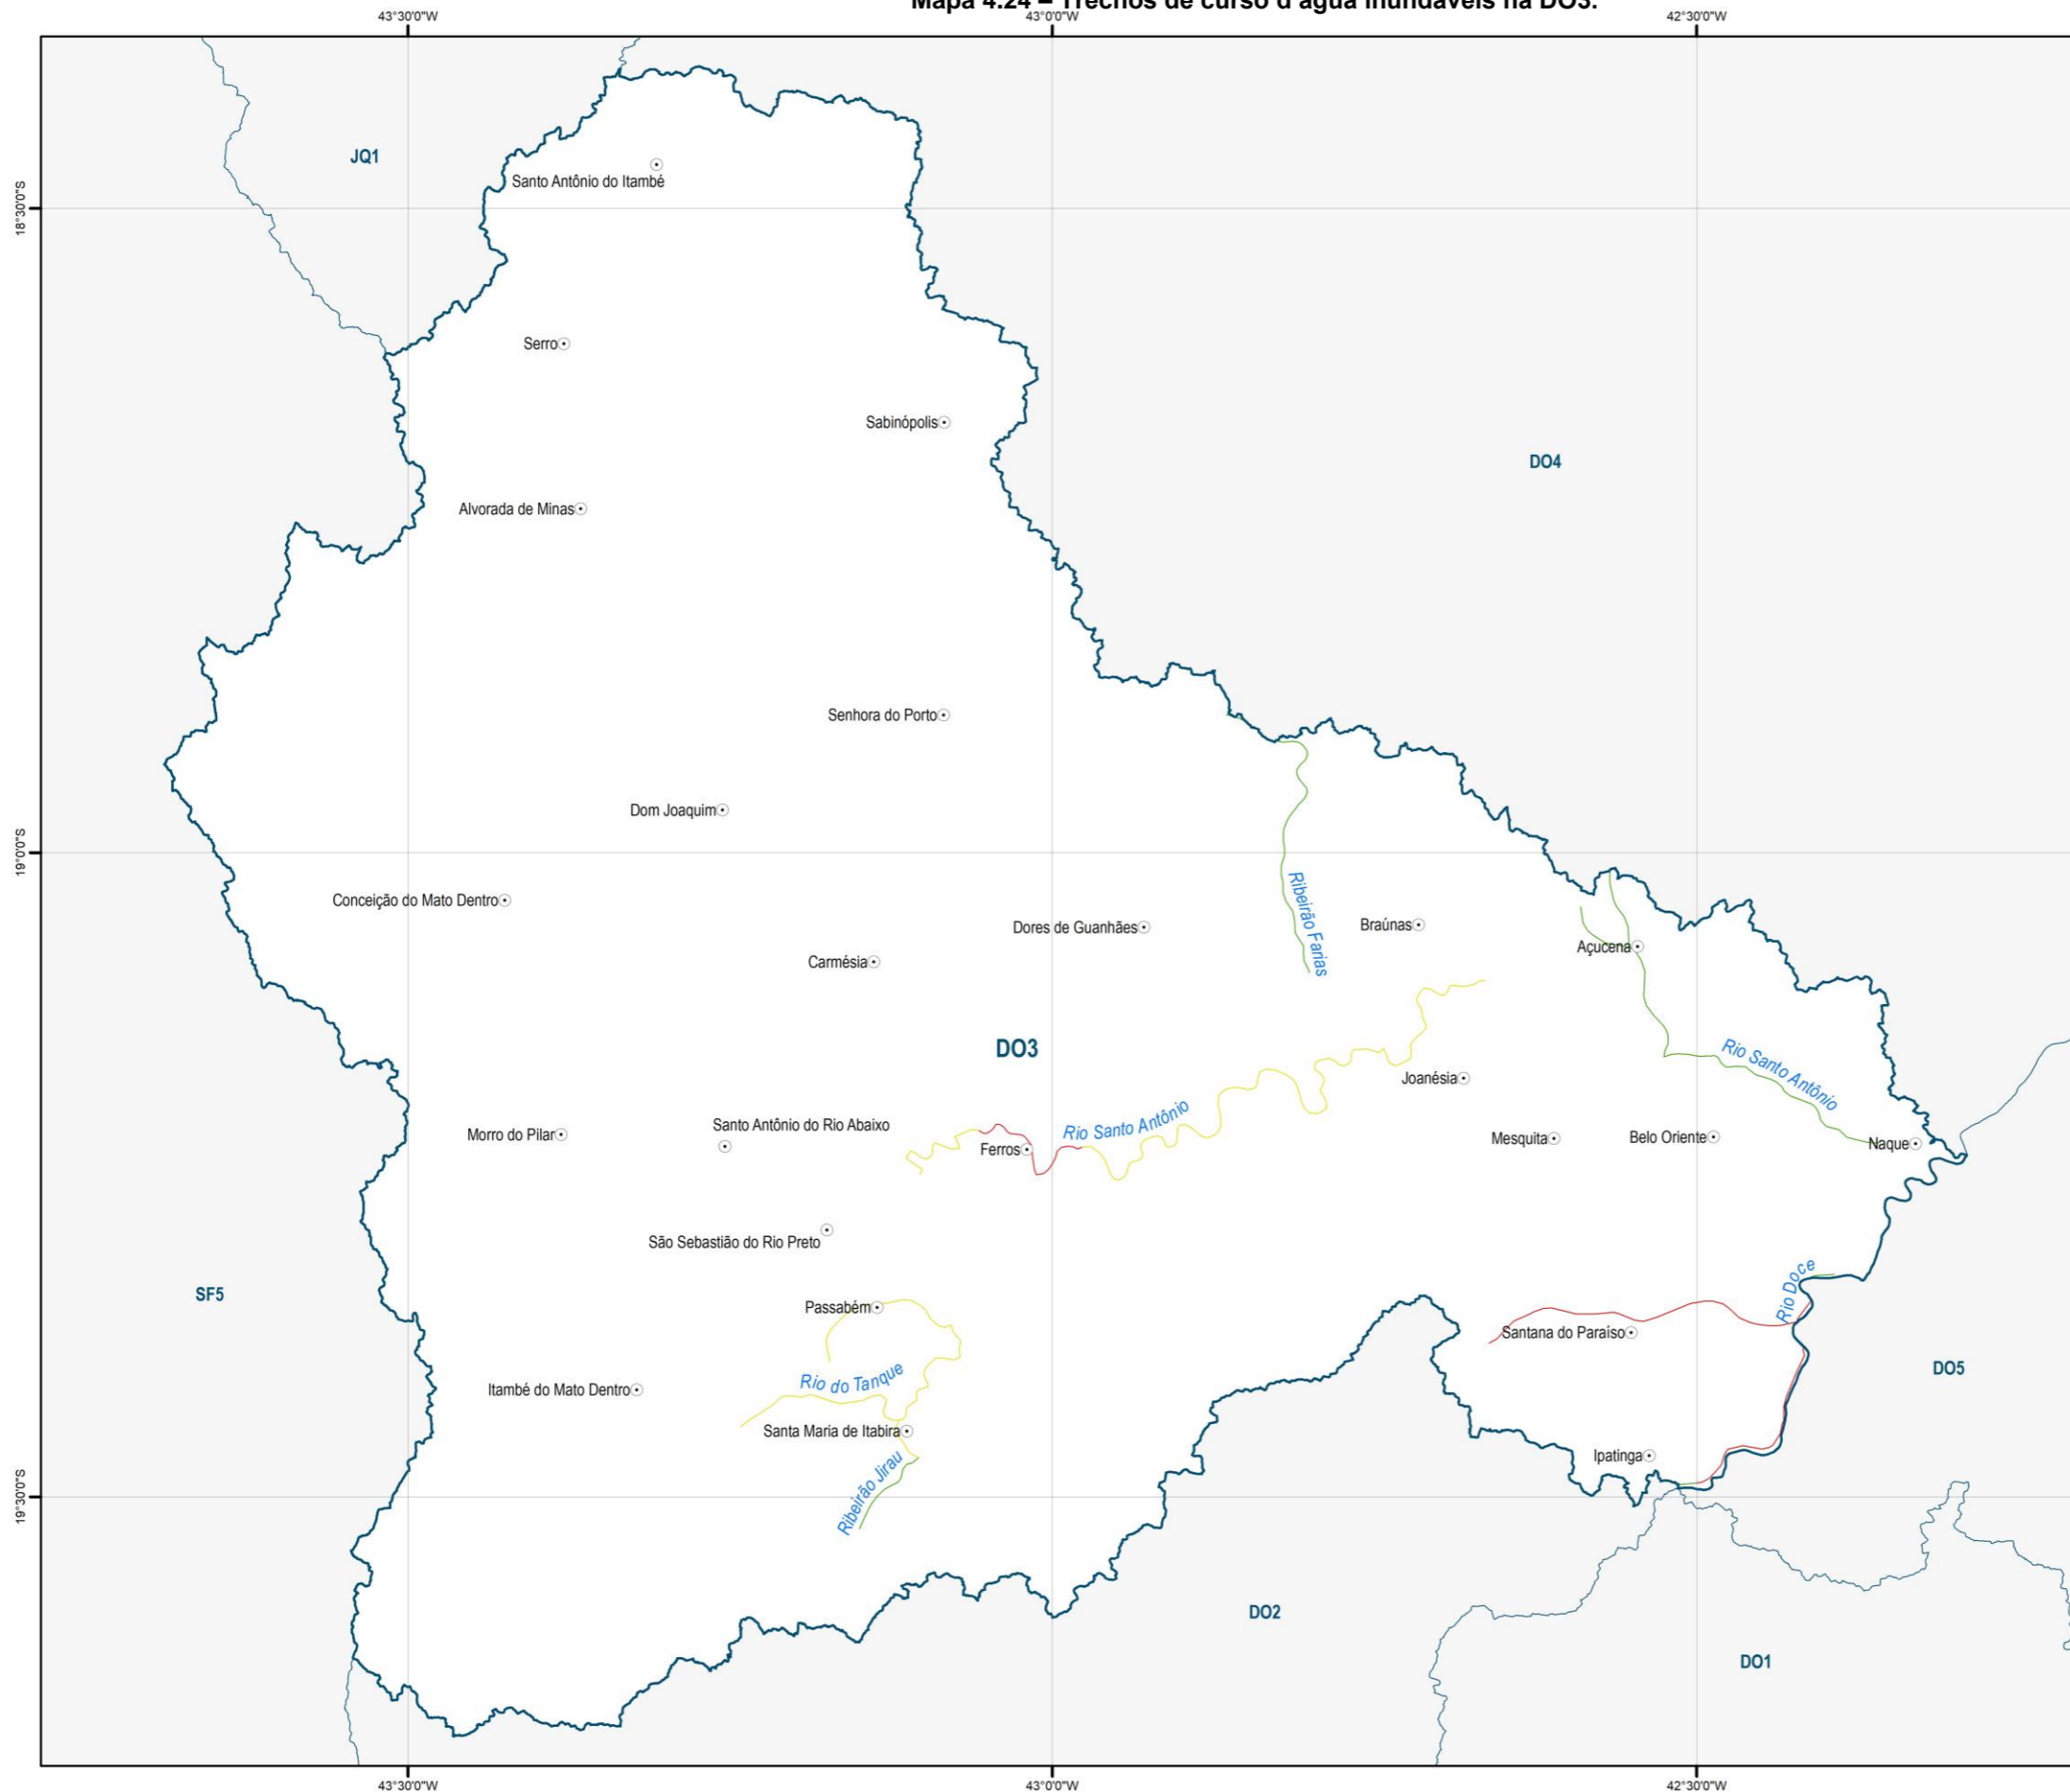 Mapa 4.24 – Trechos de curso d'água inundáveis na DO3.
43°30'0"W
43°0'0"W
42°30'0"W
JQ1
Santo Antônio do Itambé
18°30'0"S
Serro
Sabinópolis
DO4
Alvorada de Minas
Senhora do Porto
Dom Joaquim
19°0'0"S
Conceição do Mato Dentro
Ribeirão Farias
Dores de Guanhães
Braúnas
Açucena
Carmésia
DO3
Rio Santo Antônio
Joanésia
Santo Antônio do Rio Abaixo
Rio Santo Antônio
Morro do Pilar
Ferros
Mesquita
Belo Oriente
Naque
São Sebastião do Rio Preto
SF5
Rio Doce
Passabém
Santana do Paraíso
DO5
Rio do Tanque
Itambé do Mato Dentro
Santa Maria de Itabira
Ipatinga
Ribeirão Jirau
19°30'0"S
DO2
DO1
43°30'0"W
43°0'0"W
42°30'0"W